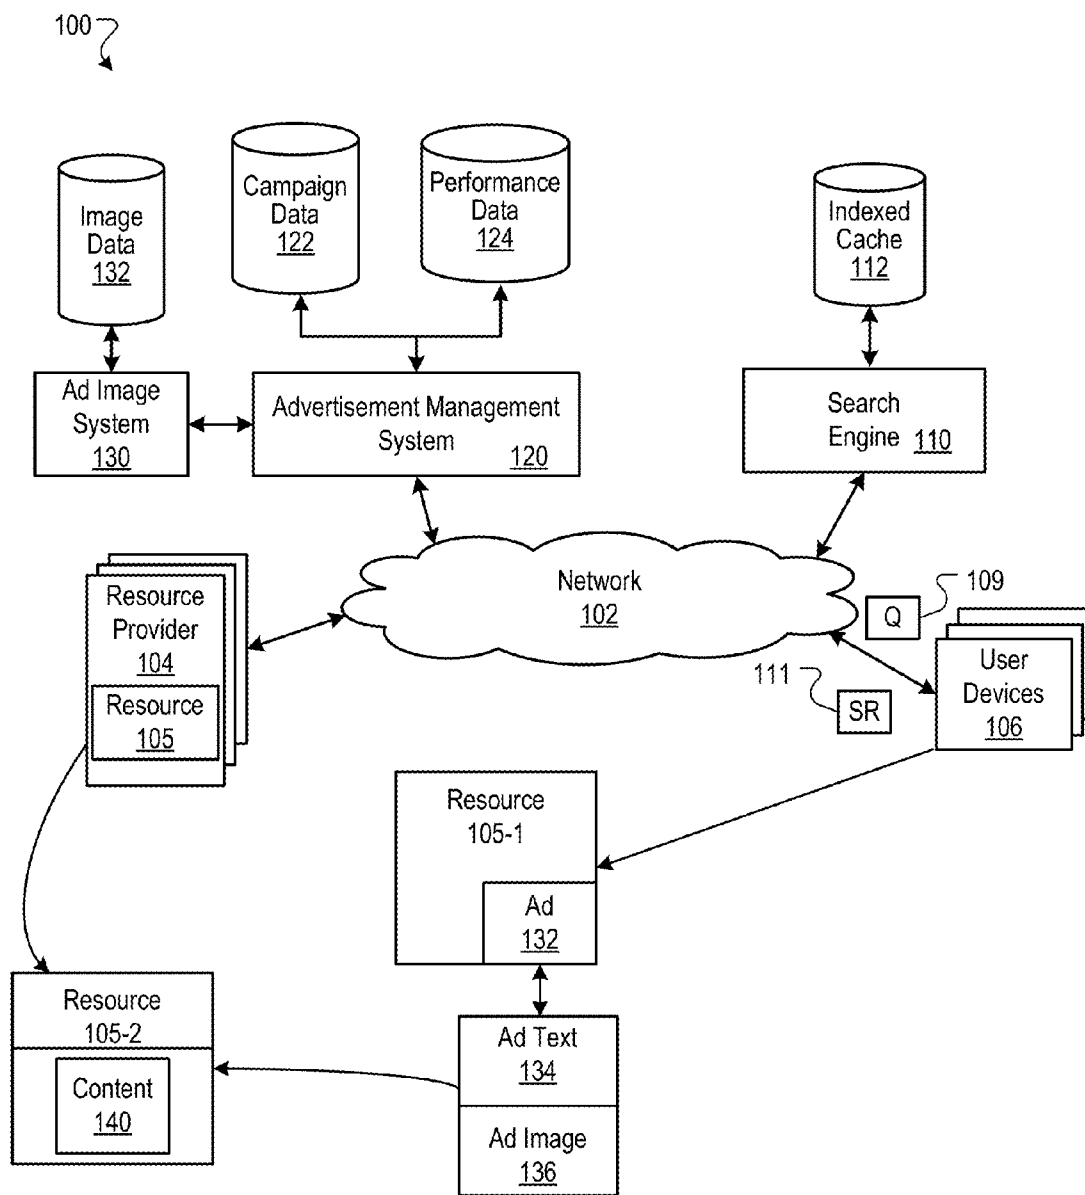 100
Image
Data
132
Campaign
Data
122
Performance
Data
124
Indexed
Cache
112
Ad Image
System
130
Advertisement Management
System
120
Search
Engine 110
Network
102
Resource
Provider
104
Resource
105
Q
109
111
SR
User
Devices
106
Resource
105-1
Ad
132
Resource
105-2
Content
140
Ad Text
134
Ad Image
136